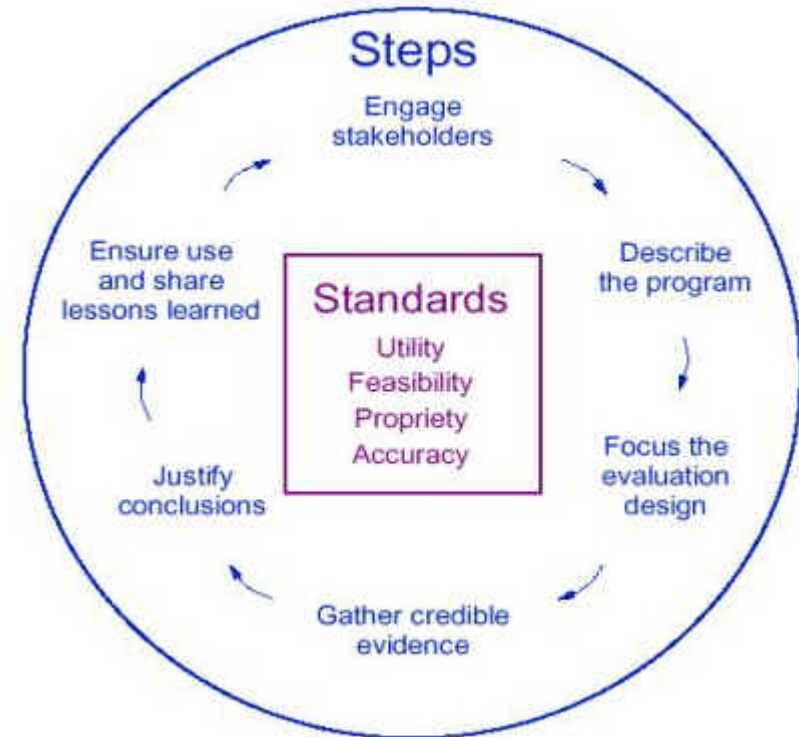 Steps
Engage
stakeholders
Describe
the program
Focus the
evaluation
design
Gather credible
evidence
Justify
conclusions
Ensure use
and share
lessons learned
Standards
Utility
Feasibility
Propriety
Accuracy